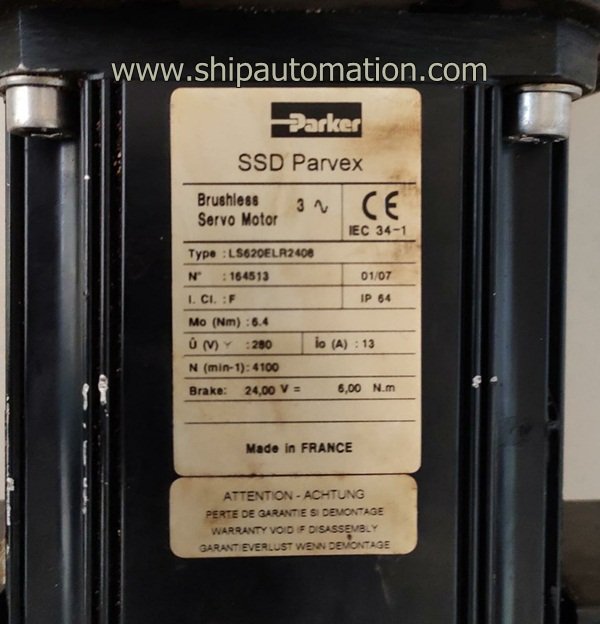 www.shipautomation.com
Parker
SSD Parvex
Brushless 3 ∿
Servo Motor
CE
IEC 34-1
Type : LS620ELR2408
N° : 164513 01/07
I. Cl. : F IP 64
Mo (Nm) : 6.4
Û (V) Y : 280 Îo (A) : 13
N (min-1): 4100
Brake: 24,00 V = 6,00 N.m
Made in FRANCE
ATTENTION - ACHTUNG
PERTE DE GARANTIE SI DEMONTAGE
WARRANTY VOID IF DISASSEMBLY
GARANTIEVERLUST WENN DEMONTAGE